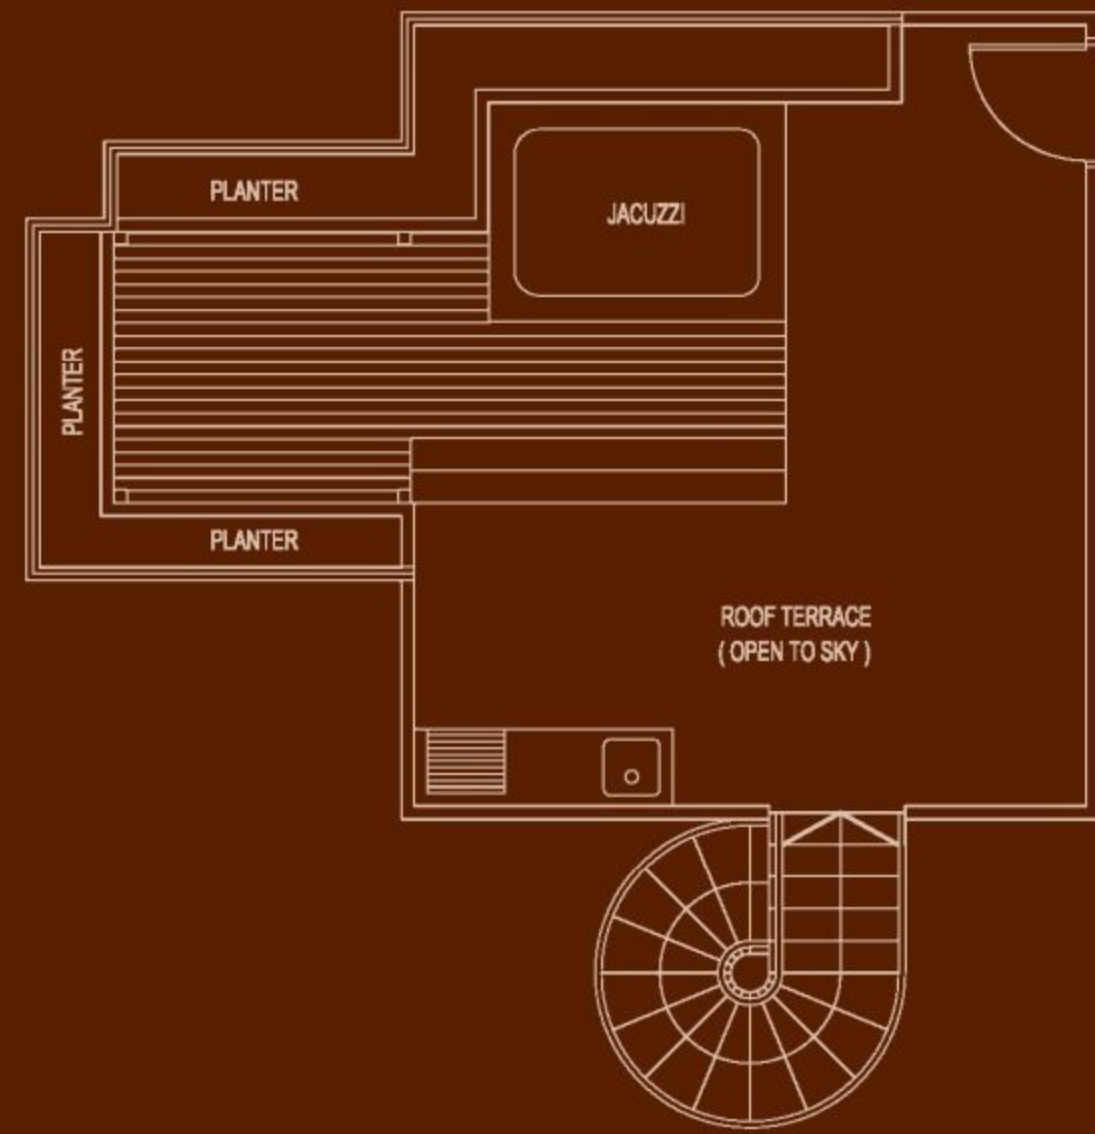 PLANTER
JACUZZI
PLANTER
PLANTER
ROOF TERRACE
( OPEN TO SKY )